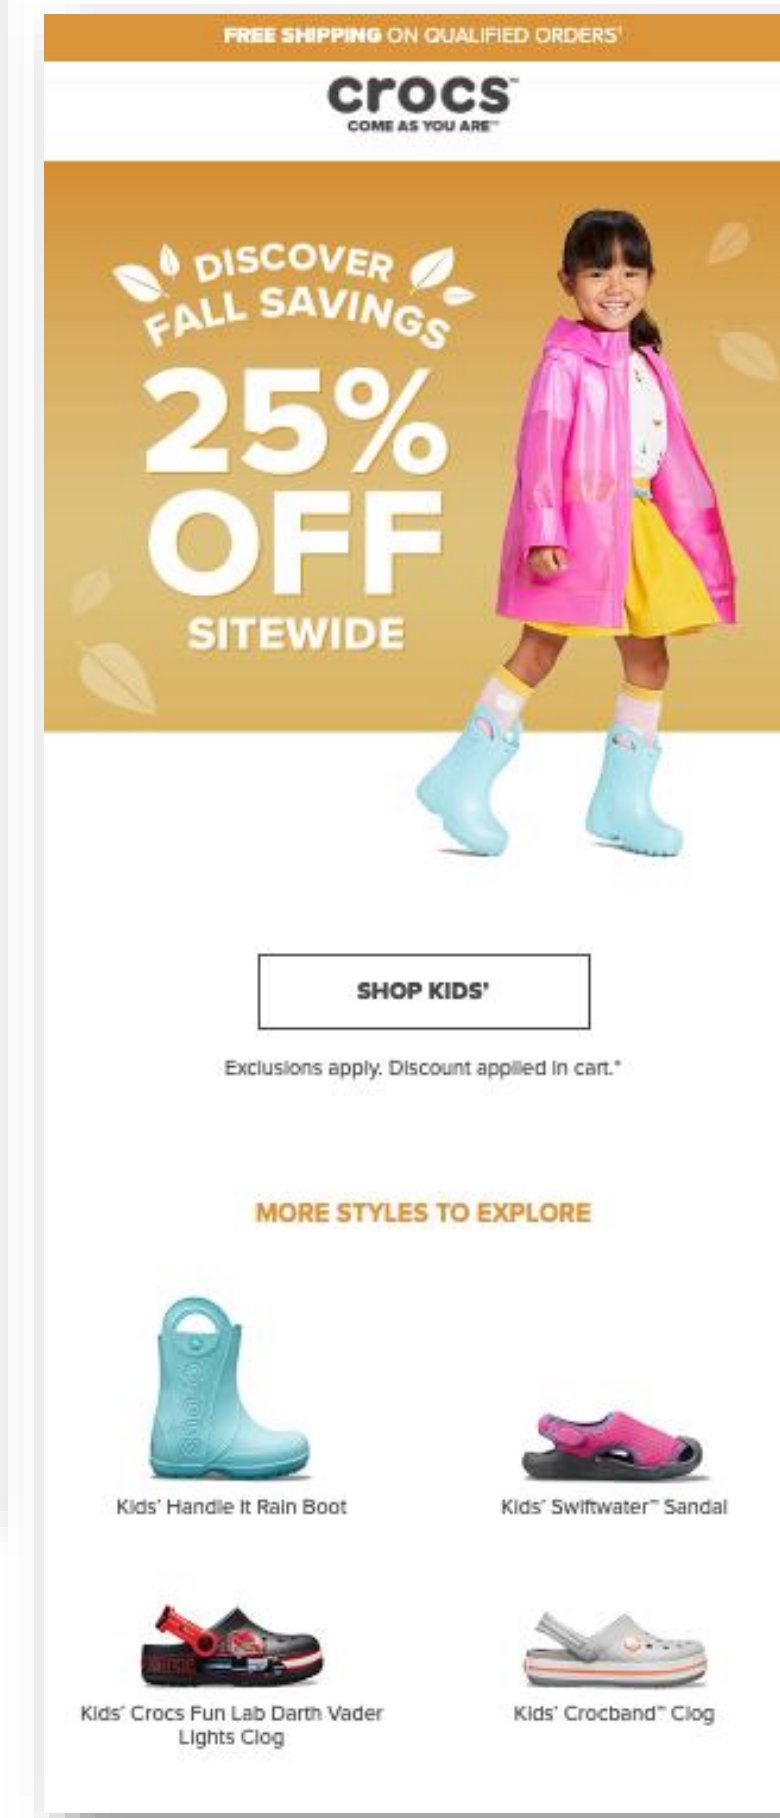 FREE SHIPPING ON QUALIFIED ORDERS†
crocs™
COME AS YOU ARE™
DISCOVER
FALL SAVINGS
25%
OFF
SITEWIDE
SHOP KIDS'
Exclusions apply. Discount applied in cart.*
MORE STYLES TO EXPLORE
crocs
Kids' Handle It Rain Boot
Kids' Swiftwater™ Sandal
Kids' Crocs Fun Lab Darth Vader
Lights Clog
Kids' Crocband™ Clog